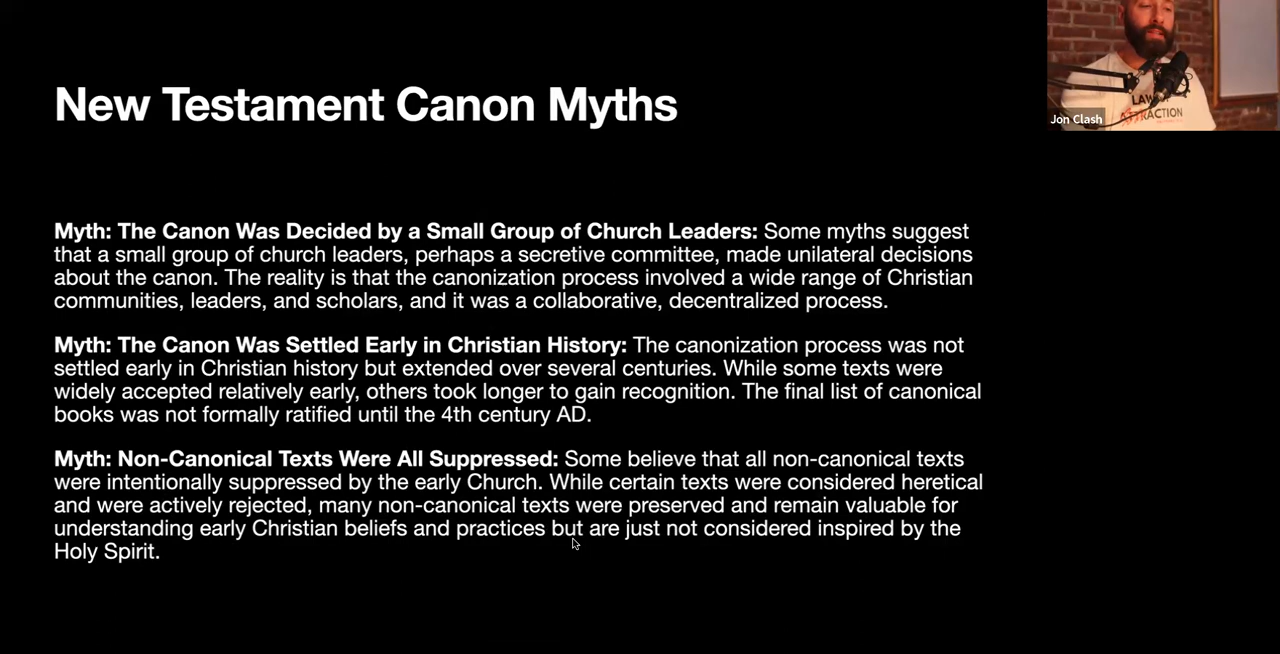 New Testament Canon Myths
Jon Clash
LAW
ATTRACTION
Myth: The Canon Was Decided by a Small Group of Church Leaders: Some myths suggest
that a small group of church leaders, perhaps a secretive committee, made unilateral decisions
about the canon. The reality is that the canonization process involved a wide range of Christian
communities, leaders, and scholars, and it was a collaborative, decentralized process.
Myth: The Canon Was Settled Early in Christian History: The canonization process was not
settled early in Christian history but extended over several centuries. While some texts were
widely accepted relatively early, others took longer to gain recognition. The final list of canonical
books was not formally ratified until the 4th century AD.
Myth: Non-Canonical Texts Were All Suppressed: Some believe that all non-canonical texts
were intentionally suppressed by the early Church. While certain texts were considered heretical
and were actively rejected, many non-canonical texts were preserved and remain valuable for
understanding early Christian beliefs and practices but are just not considered inspired by the
Holy Spirit.